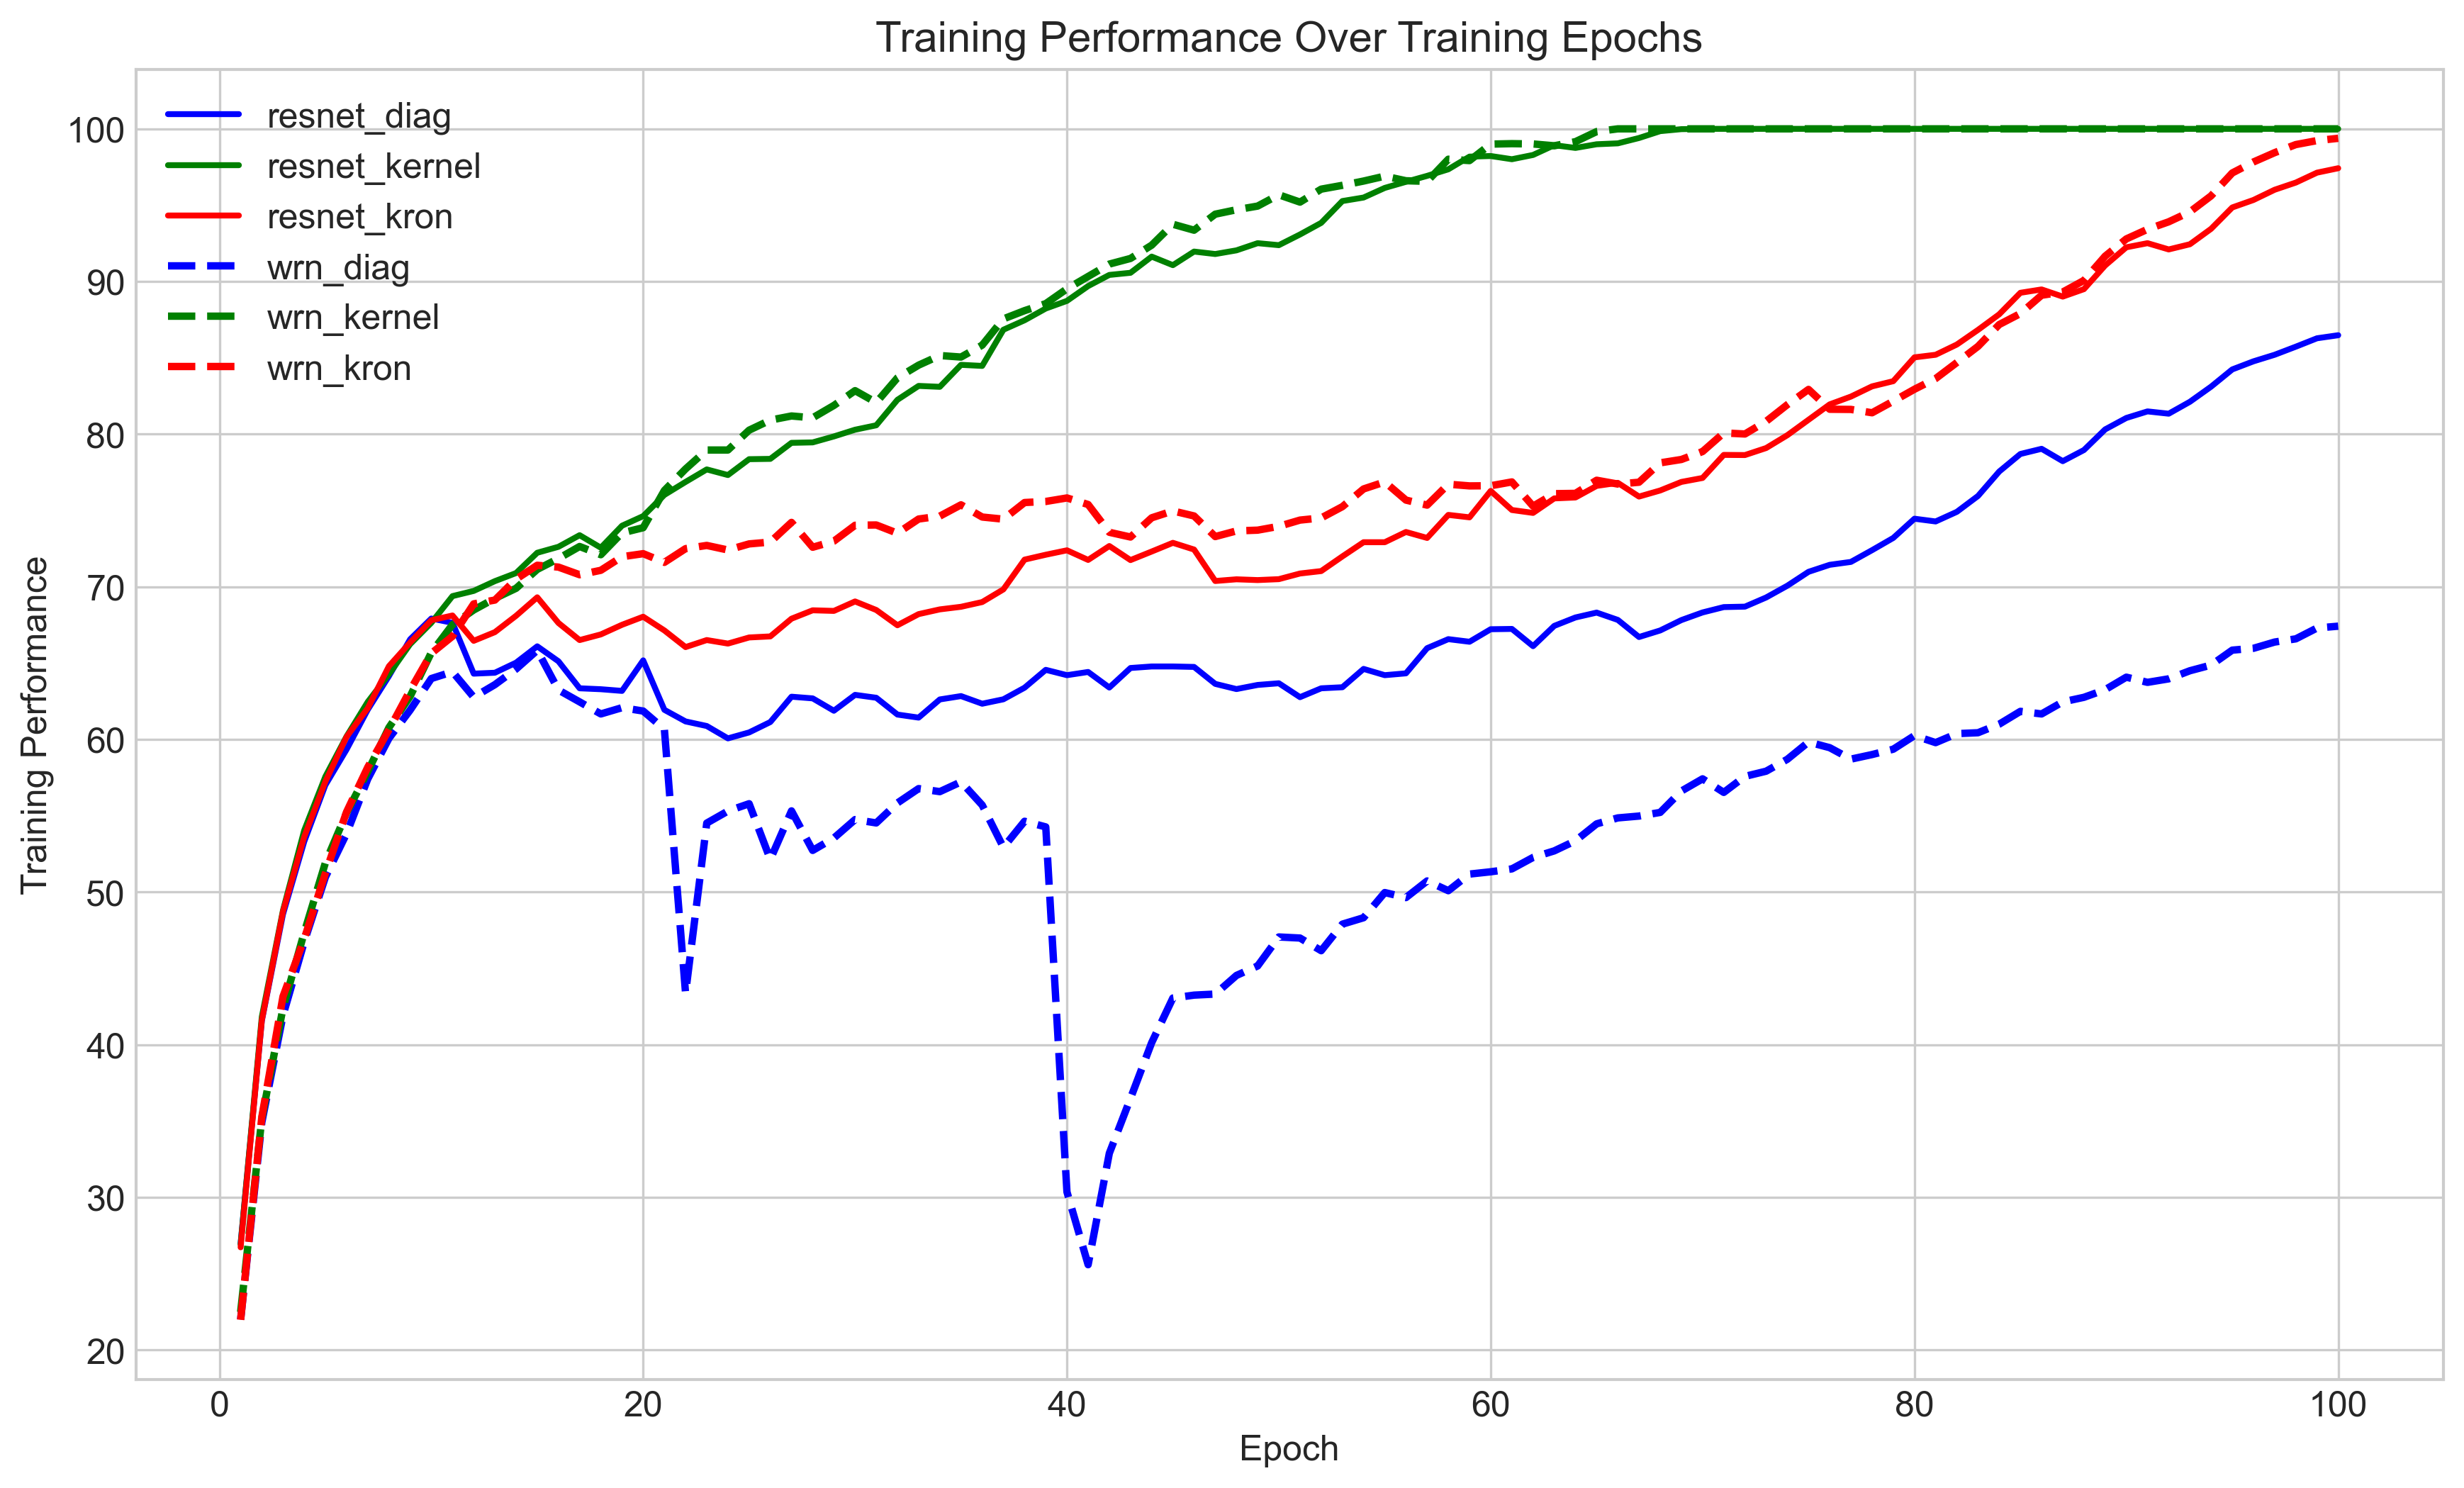 Training Performance Over Training Epochs
resnet_diag
resnet_kernel
resnet_kron
wrn_diag
wrn_kernel
wrn_kron
100
90
80
70
60
50
40
30
20
Training Performance
0 20 40 60 80 100
Epoch